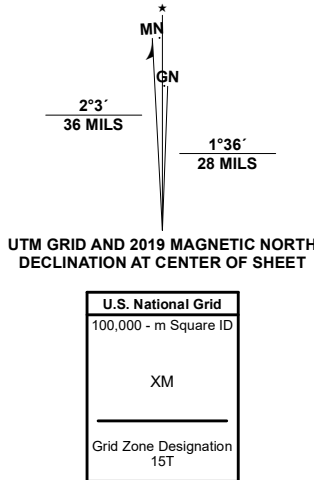 MN
GN
2°3´
36 MILS
1°36´
28 MILS
UTM GRID AND 2019 MAGNETIC NORTH
DECLINATION AT CENTER OF SHEET
U.S. National Grid
100,000 - m Square ID
XM
Grid Zone Designation
15T